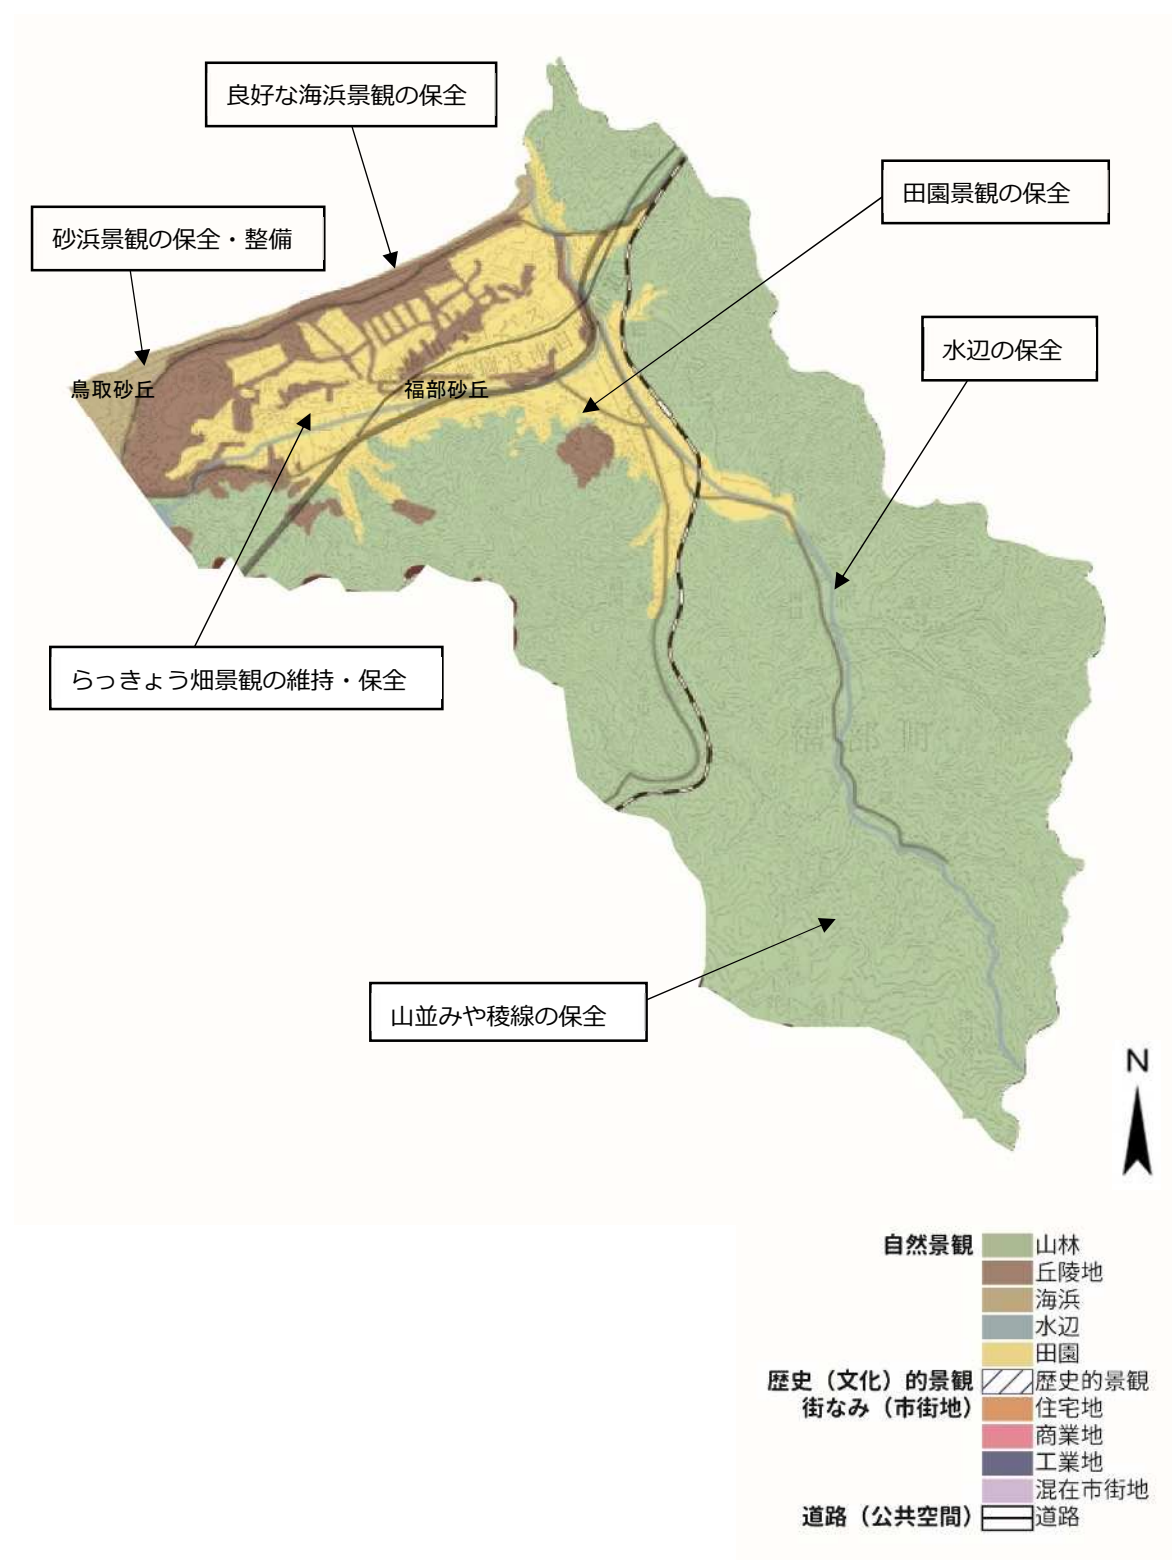 良好な海浜景観の保全
田園景観の保全
砂浜景観の保全・整備
水辺の保全
鳥取砂丘
福部砂丘
らっきょう畑景観の維持・保全
福部町
山並みや稜線の保全
N
自然景観
山林
丘陵地
海浜
水辺
田園
歴史（文化）的景観
歴史的景観
街なみ（市街地）
住宅地
商業地
工業地
混在市街地
道路（公共空間）
道路